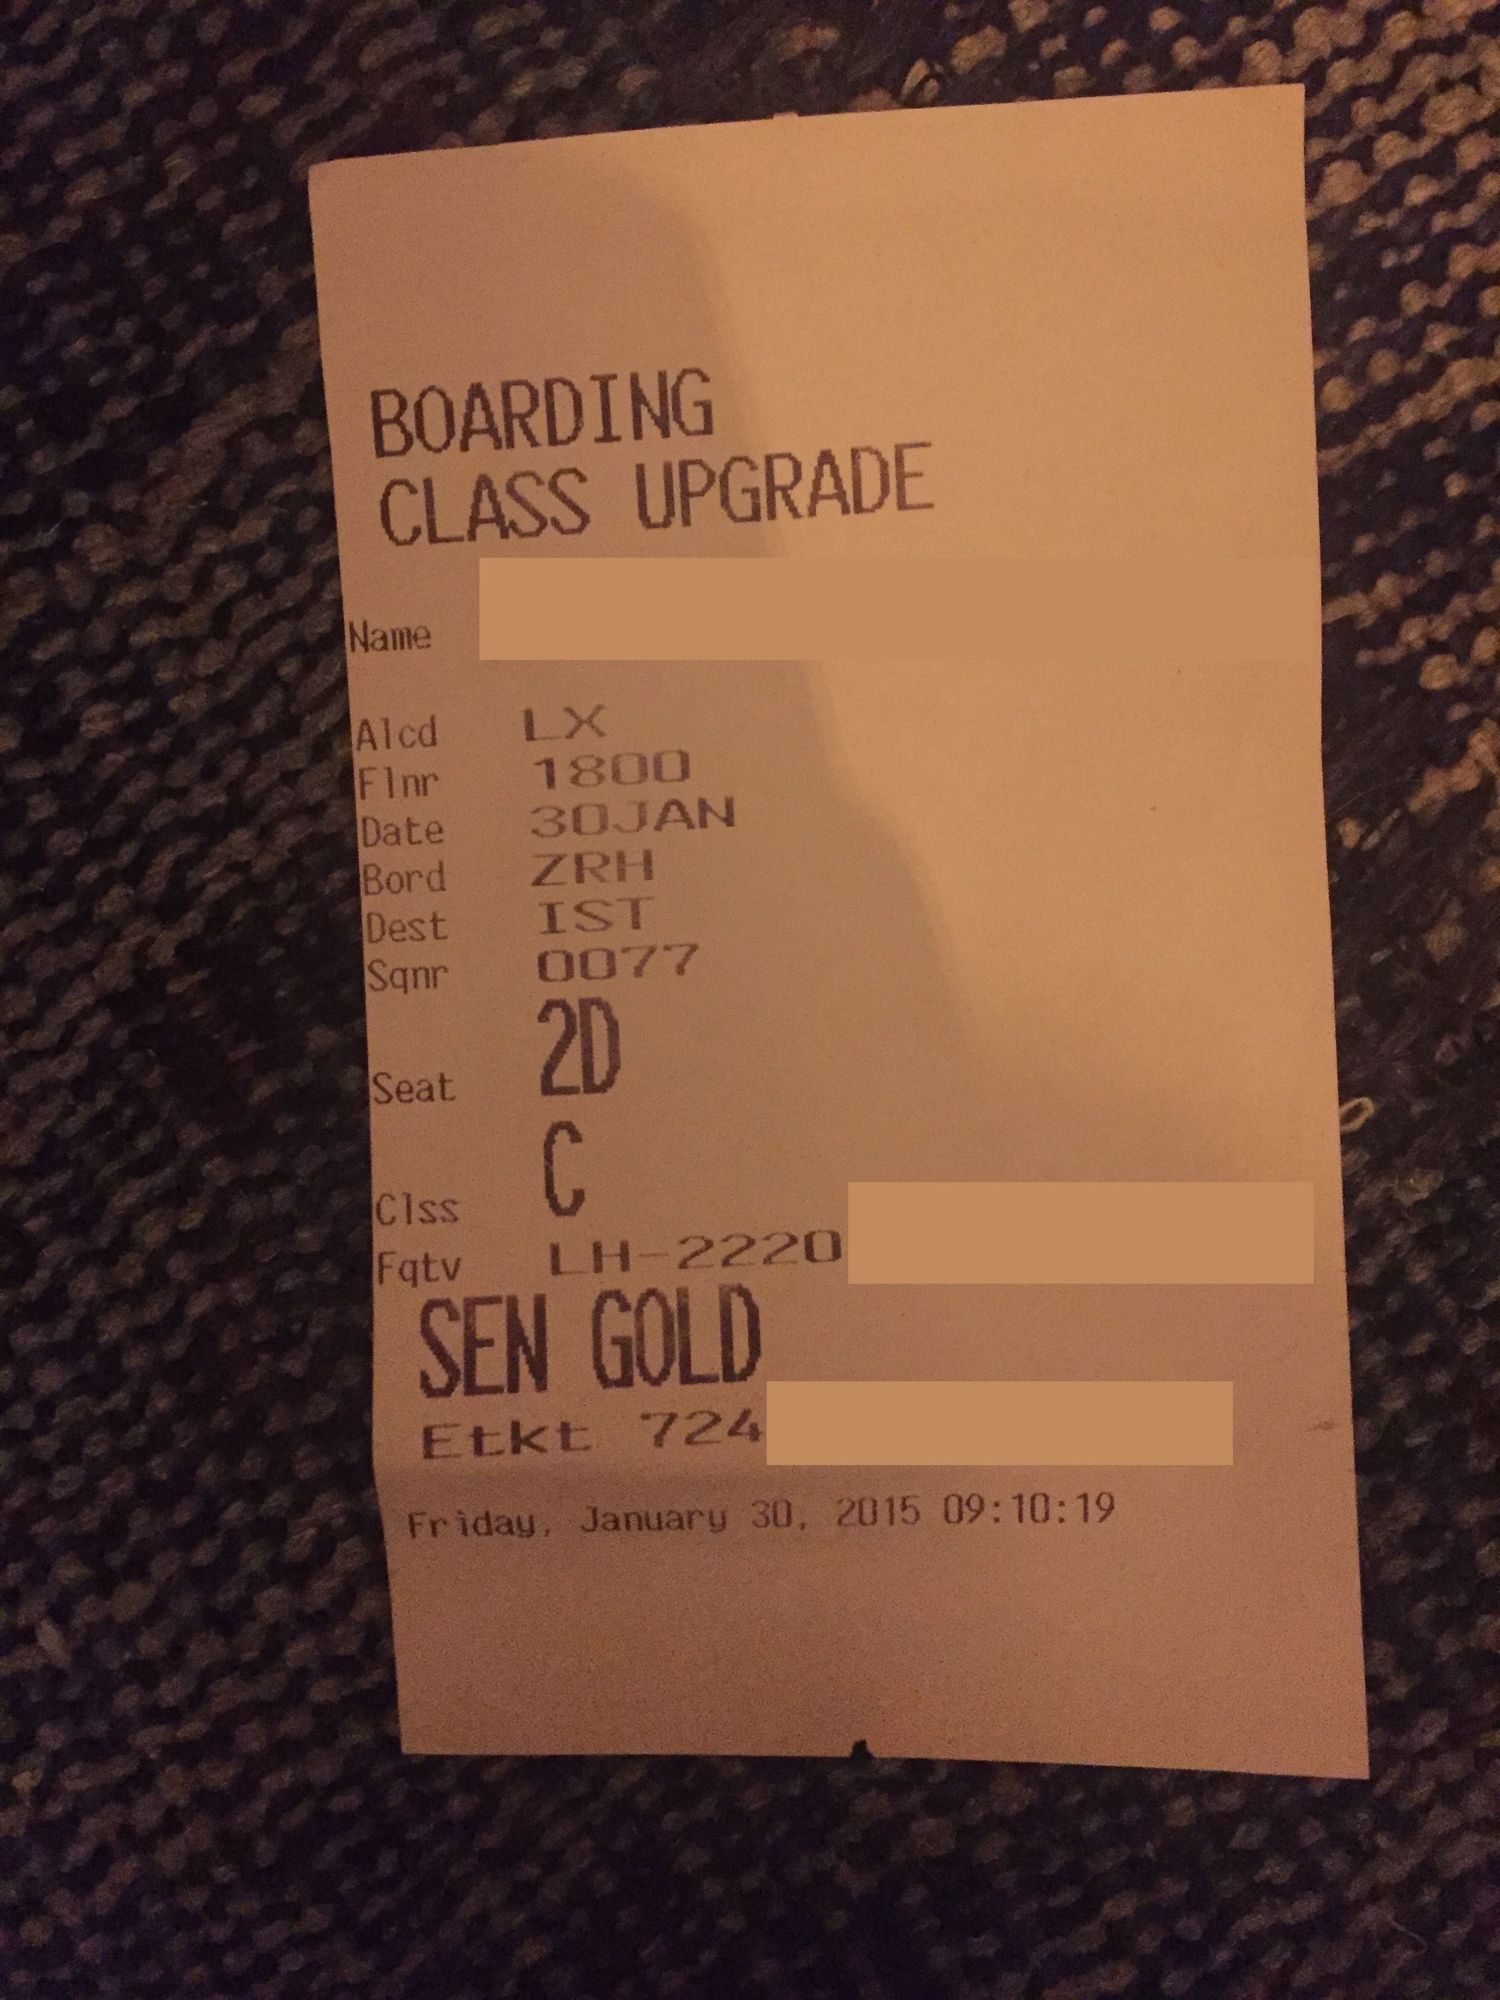 BOARDING
CLASS UPGRADE
Name
Alcd LX
Flnr 1800
Date 30JAN
Bord ZRH
Dest IST
Sqnr 0077
Seat 2D
Clss C
Fqtv LH-2220
SEN GOLD
Etkt 724
Friday, January 30, 2015 09:10:19